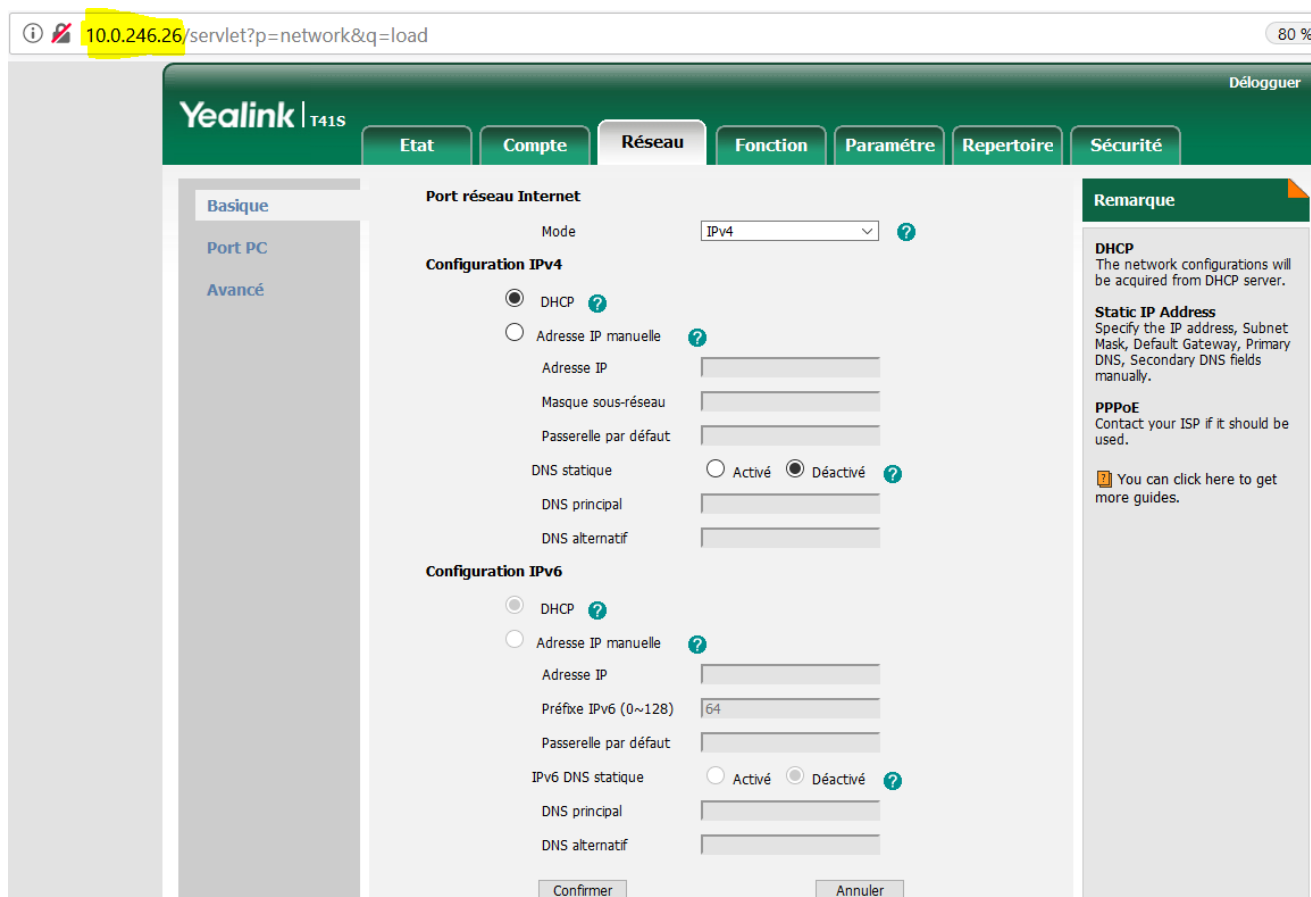 10.0.246.26/servlet?p=network&q=load
80 %
Délogguer
Yealink | T41S
Etat
Compte
Réseau
Fonction
Paramétre
Repertoire
Sécurité
Basique
Port PC
Avancé
Port réseau Internet
Mode
IPv4
Configuration IPv4
DHCP
Adresse IP manuelle
Adresse IP
Masque sous-réseau
Passerelle par défaut
DNS statique
Activé
Déactivé
DNS principal
DNS alternatif
Configuration IPv6
DHCP
Adresse IP manuelle
Adresse IP
Préfixe IPv6 (0~128)
64
Passerelle par défaut
IPv6 DNS statique
Activé
Déactivé
DNS principal
DNS alternatif
Confirmer
Annuler
Remarque
DHCP
The network configurations will
be acquired from DHCP server.
Static IP Address
Specify the IP address, Subnet
Mask, Default Gateway, Primary
DNS, Secondary DNS fields
manually.
PPPoE
Contact your ISP if it should be
used.
You can click here to get
more guides.